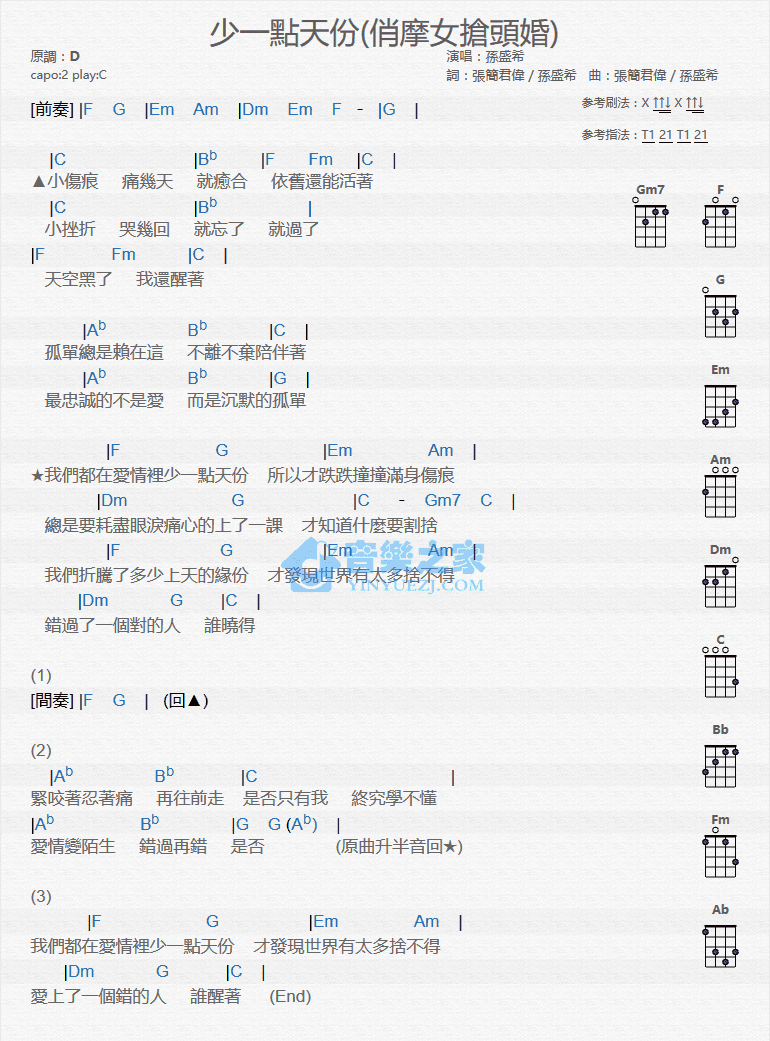 少一點天份(俏摩女搶頭婚)
原調：D
capo:2 play:C
演唱：孫盛希
詞：張簡君偉 / 孫盛希　曲：張簡君偉 / 孫盛希
参考刷法：X ↑↑↓ X ↑↑↓
参考指法：T1 21 T1 21
[前奏] |F G |Em Am |Dm Em F - |G |
|C |Bb |F Fm |C |
▲小傷痕 痛幾天 就癒合 依舊還能活著
|C |Bb |
小挫折 哭幾回 就忘了 就過了
|F Fm |C |
天空黑了 我還醒著
|Ab Bb |C |
孤單總是賴在這 不離不棄陪伴著
|Ab Bb |G |
最忠誠的不是愛 而是沉默的孤單
|F G |Em Am |
★我們都在愛情裡少一點天份 所以才跌跌撞撞滿身傷痕
|Dm G |C - Gm7 C |
總是要耗盡眼淚痛心的上了一課 才知道什麼要割捨
|F G |Em Am |
我們折騰了多少上天的緣份 才發現世界有太多捨不得
|Dm G |C |
錯過了一個對的人 誰曉得
(1)
[間奏] |F G | (回▲)
(2)
|Ab Bb |C |
緊咬著忍著痛 再往前走 是否只有我 終究學不懂
|Ab Bb |G G (Ab) |
愛情變陌生 錯過再錯 是否 (原曲升半音回★)
(3)
|F G |Em Am |
我們都在愛情裡少一點天份 才發現世界有太多捨不得
|Dm G |C |
愛上了一個錯的人 誰醒著 (End)
Gm7 F
G
Em
Am
Dm
C
Bb
Fm
Ab
音樂之家
YINYUEZJ.COM